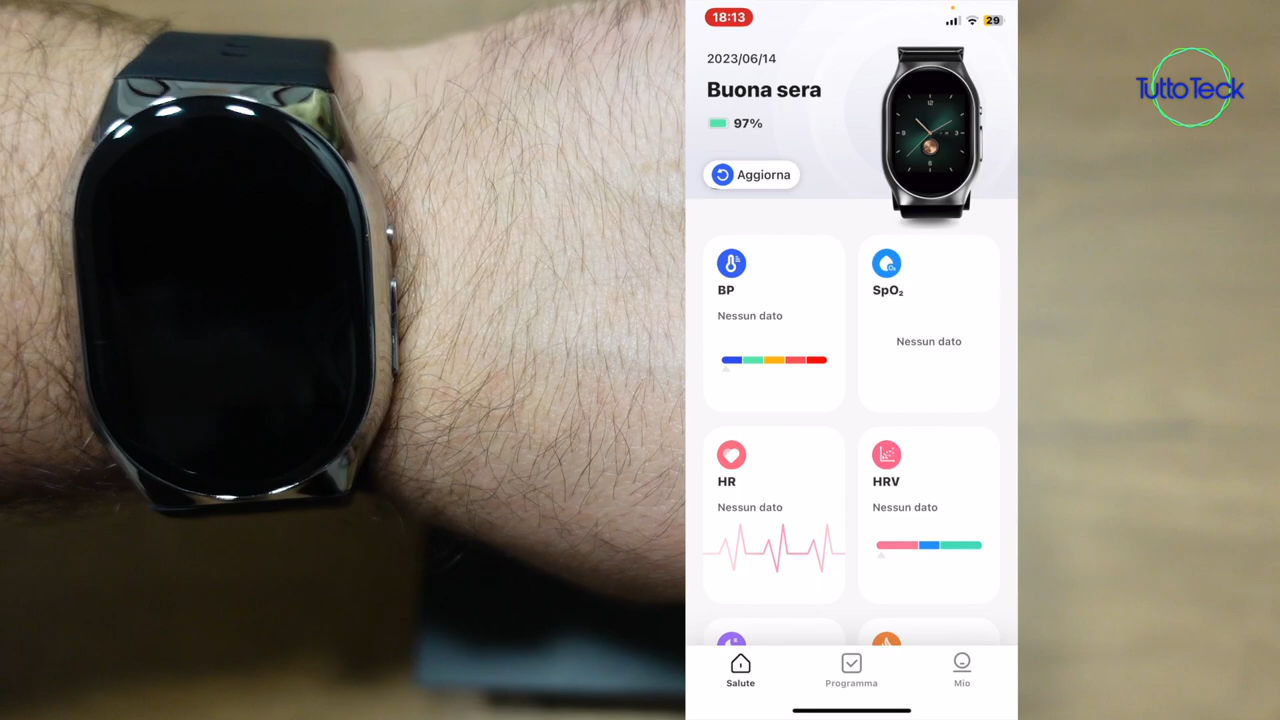 18:13
29
2023/06/14
Buona sera
97%
Aggiorna
BP
Nessun dato
SpO₂
Nessun dato
HR
Nessun dato
HRV
Nessun dato
Salute
Programma
Mio
TuttoTeck